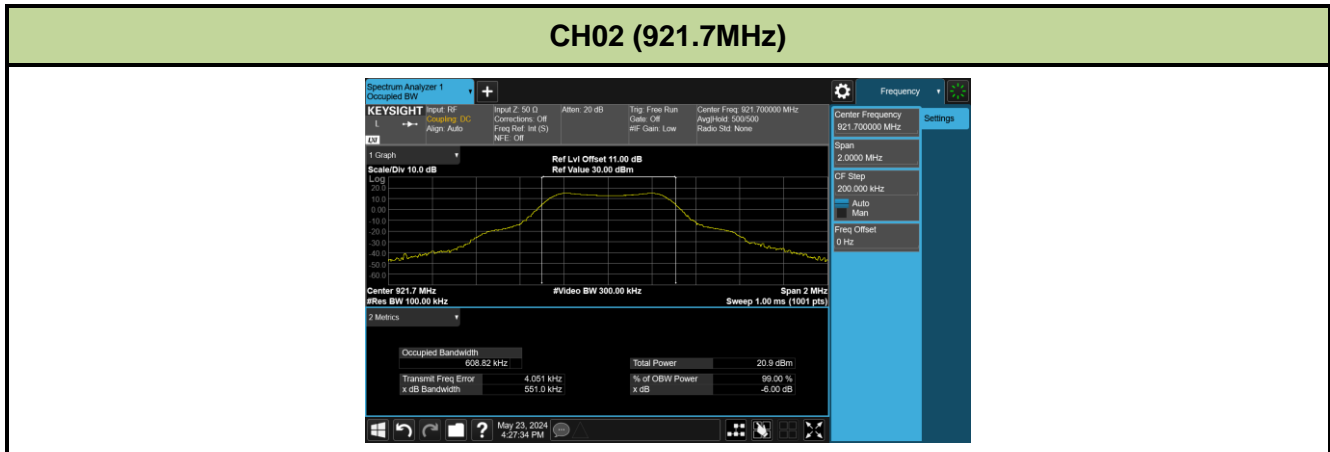 CH02 (921.7MHz)
Spectrum Analyzer 1
Occupied BW
Frequency
KEYSIGHT
L
Input: RF
Coupling: DC
Align: Auto
Input Z: 50 Ω
Corrections: Off
Freq Ref: Int (S)
NFE: Off
Atten: 20 dB
Trig: Free Run
Gate: Off
#IF Gain: Low
Center Freq: 921.700000 MHz
Avg|Hold: 500/500
Radio Std: None
Center Frequency
921.700000 MHz
Settings
Span
2.0000 MHz
CF Step
200.000 kHz
Auto
Man
Freq Offset
0 Hz
1 Graph
Scale/Div 10.0 dB
Ref Lvl Offset 11.00 dB
Ref Value 30.00 dBm
Log
20.0
10.0
0.00
-10.0
-20.0
-30.0
-40.0
-50.0
-60.0
Center 921.7 MHz
#Video BW 300.00 kHz
Span 2 MHz
#Res BW 100.00 kHz
Sweep 1.00 ms (1001 pts)
2 Metrics
Occupied Bandwidth
608.82 kHz
Total Power 20.9 dBm
Transmit Freq Error 4.051 kHz
% of OBW Power 99.00 %
x dB Bandwidth 551.0 kHz
x dB -6.00 dB
?
May 23, 2024
4:27:34 PM